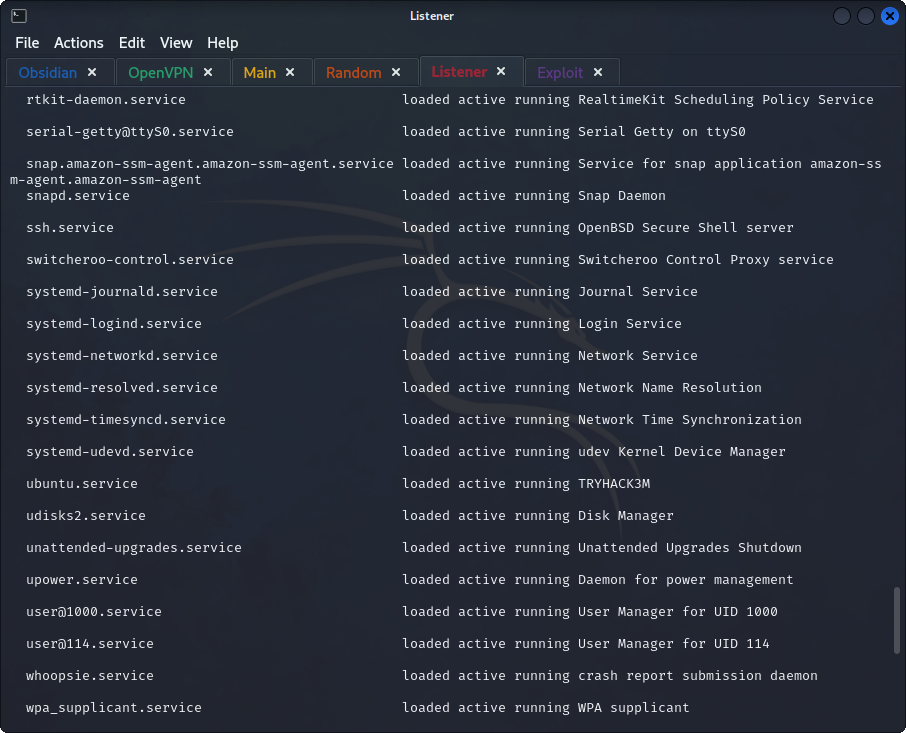 Listener
File Actions Edit View Help
Obsidian × OpenVPN × Main × Random × Listener × Exploit ×
rtkit-daemon.service loaded active running RealtimeKit Scheduling Policy Service
serial-getty@ttyS0.service loaded active running Serial Getty on ttyS0
snap.amazon-ssm-agent.amazon-ssm-agent.service loaded active running Service for snap application amazon-ss
m-agent.amazon-ssm-agent
snapd.service loaded active running Snap Daemon
ssh.service loaded active running OpenBSD Secure Shell server
switcheroo-control.service loaded active running Switcheroo Control Proxy service
systemd-journald.service loaded active running Journal Service
systemd-logind.service loaded active running Login Service
systemd-networkd.service loaded active running Network Service
systemd-resolved.service loaded active running Network Name Resolution
systemd-timesyncd.service loaded active running Network Time Synchronization
systemd-udevd.service loaded active running udev Kernel Device Manager
ubuntu.service loaded active running TRYHACK3M
udisks2.service loaded active running Disk Manager
unattended-upgrades.service loaded active running Unattended Upgrades Shutdown
upower.service loaded active running Daemon for power management
user@1000.service loaded active running User Manager for UID 1000
user@114.service loaded active running User Manager for UID 114
whoopsie.service loaded active running crash report submission daemon
wpa_supplicant.service loaded active running WPA supplicant